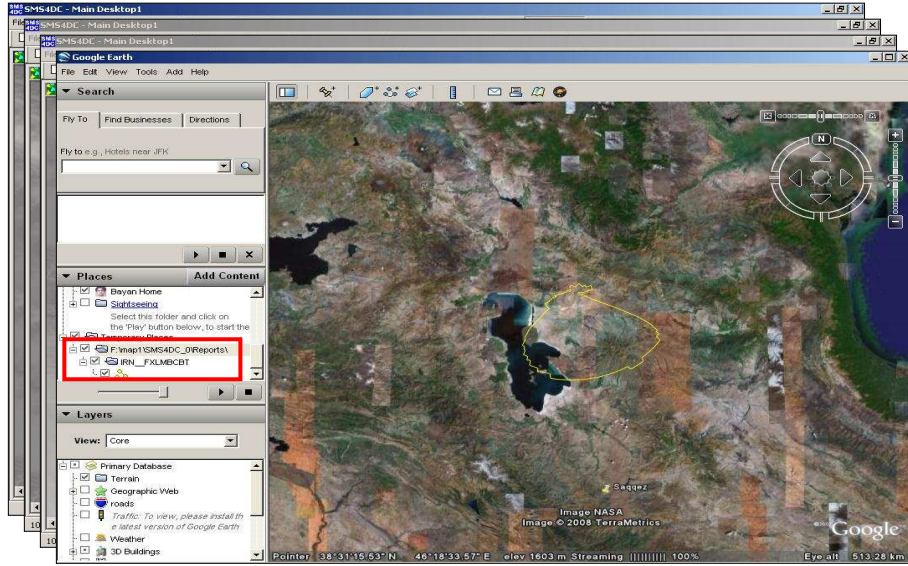 SMS4DC - Main Desktop1
SMS4DC - Main Desktop1
SMS4DC - Main Desktop1
Google Earth
File Edit View Tools Add Help
Search
Fly To Find Businesses Directions
Fly to e.g., Hotels near JFK
Places Add Content
Bayan Home
Sightseeing
Select this folder and click on
the 'Play' button below, to start the
Temporary Places
F:\map1\SMS4DC_0\Reports\
IRN__FXLMBCBT
Layers
View: Core
Primary Database
Terrain
Geographic Web
roads
Traffic: To view, please install th
e latest version of Google Earth
Weather
3D Buildings
N
Saqqez
Image NASA
Image © 2008 TerraMetrics
Google
Pointer 38°31'15.53" N 46°18'33.57" E elev 1603 m Streaming |||||||||| 100% Eye alt 513.28 km